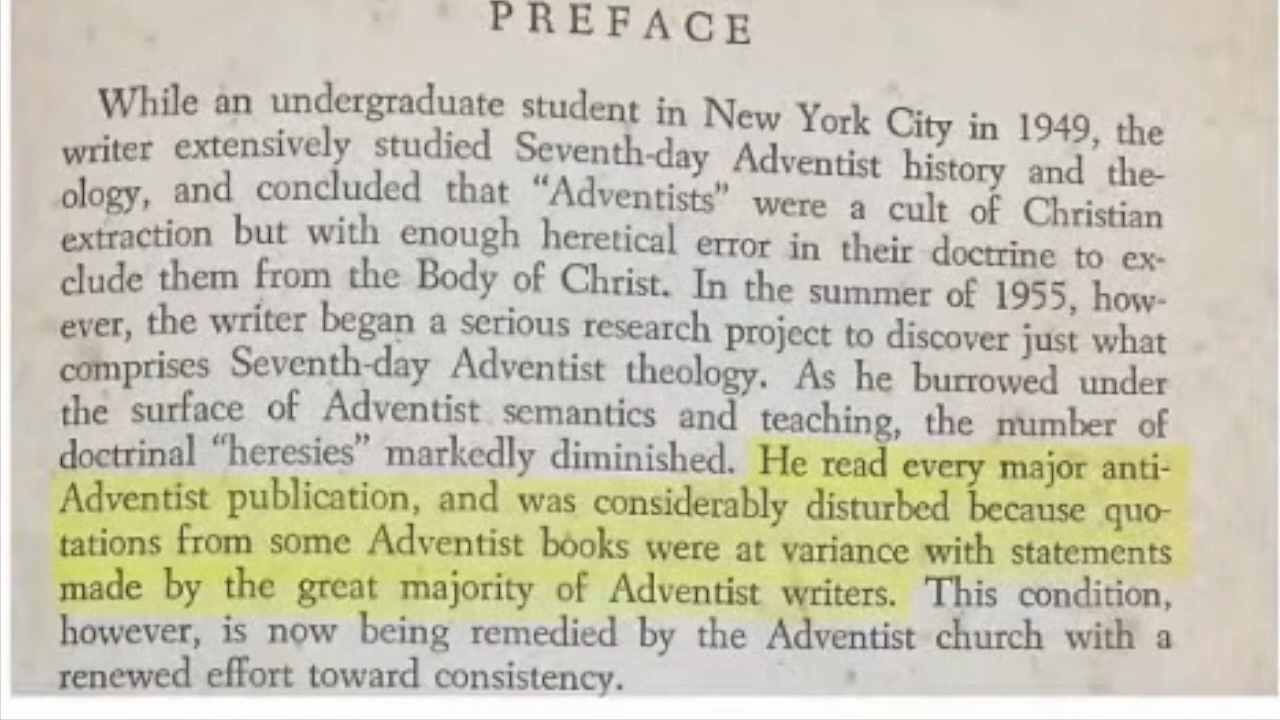 PREFACE
While an undergraduate student in New York City in 1949, the
writer extensively studied Seventh-day Adventist history and the-
ology, and concluded that “Adventists” were a cult of Christian
extraction but with enough heretical error in their doctrine to ex-
clude them from the Body of Christ. In the summer of 1955, how-
ever, the writer began a serious research project to discover just what
comprises Seventh-day Adventist theology. As he burrowed under
the surface of Adventist semantics and teaching, the number of
doctrinal “heresies” markedly diminished. He read every major anti-
Adventist publication, and was considerably disturbed because quo-
tations from some Adventist books were at variance with statements
made by the great majority of Adventist writers. This condition,
however, is now being remedied by the Adventist church with a
renewed effort toward consistency.